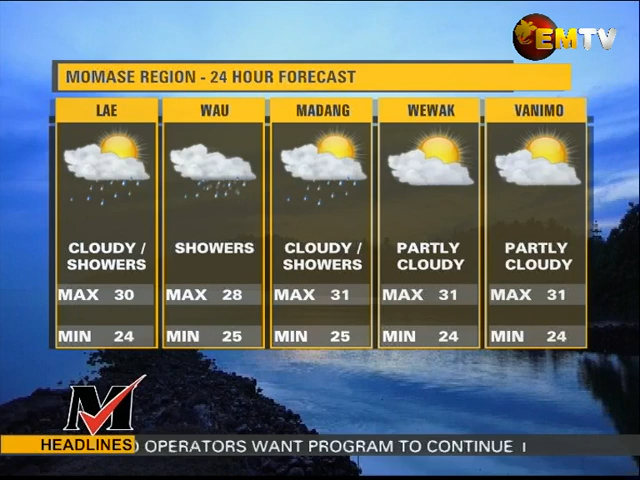 EMTV
MOMASE REGION - 24 HOUR FORECAST
LAE
CLOUDY /
SHOWERS
MAX 30
MIN 24
WAU
SHOWERS
MAX 28
MIN 25
MADANG
CLOUDY /
SHOWERS
MAX 31
MIN 25
WEWAK
PARTLY
CLOUDY
MAX 31
MIN 24
VANIMO
PARTLY
CLOUDY
MAX 31
MIN 24
M
HEADLINES
OPERATORS WANT PROGRAM TO CONTINUE